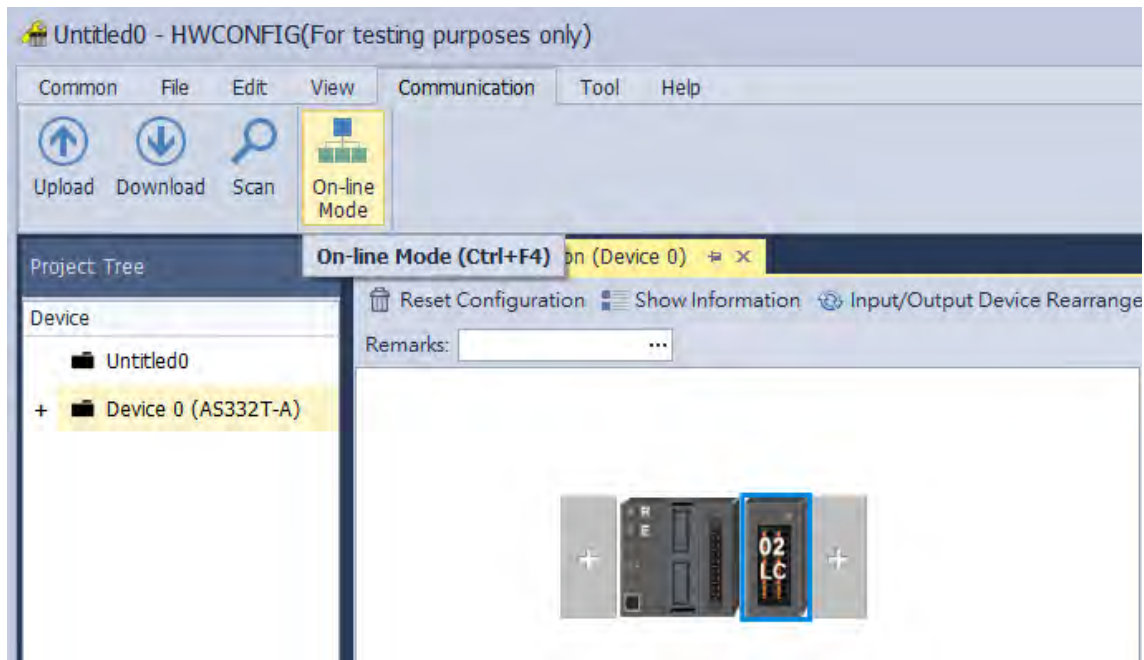 Untitled0 - HWCONFIG(For testing purposes only)
Common File Edit View Communication Tool Help
Upload Download Scan On-line
Mode
On-line Mode (Ctrl+F4) on (Device 0)
Project Tree
Reset Configuration Show Information Input/Output Device Rearrange
Device
Remarks: ...
Untitled0
+ Device 0 (AS332T-A)
R
E
+ 02 +
LC